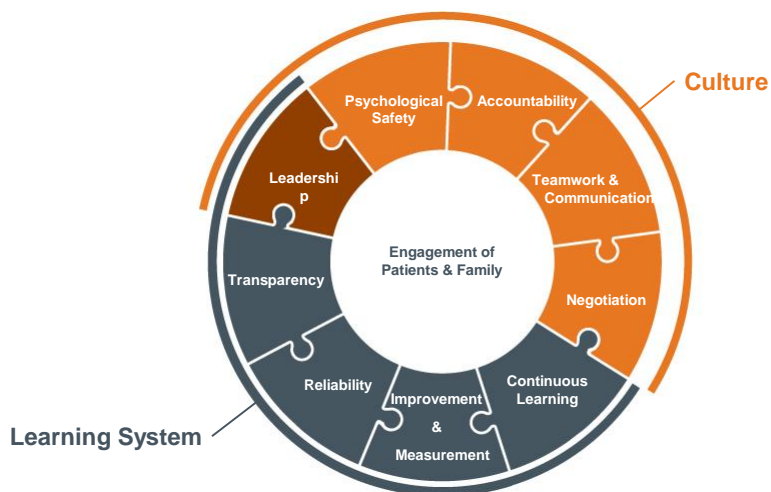 Culture
Psychological
Safety
Accountability
Leadershi
p
Teamwork &
Communication
Engagement of
Patients & Family
Transparency
Negotiation
Reliability
Improvement
&
Measurement
Continuous
Learning
Learning System